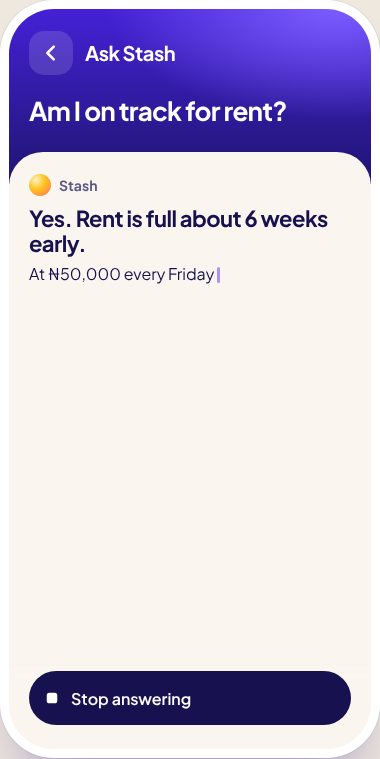 Ask Stash
Am I on track for rent?
Stash
Yes. Rent is full about 6 weeks
early.
At ₦50,000 every Friday
Stop answering